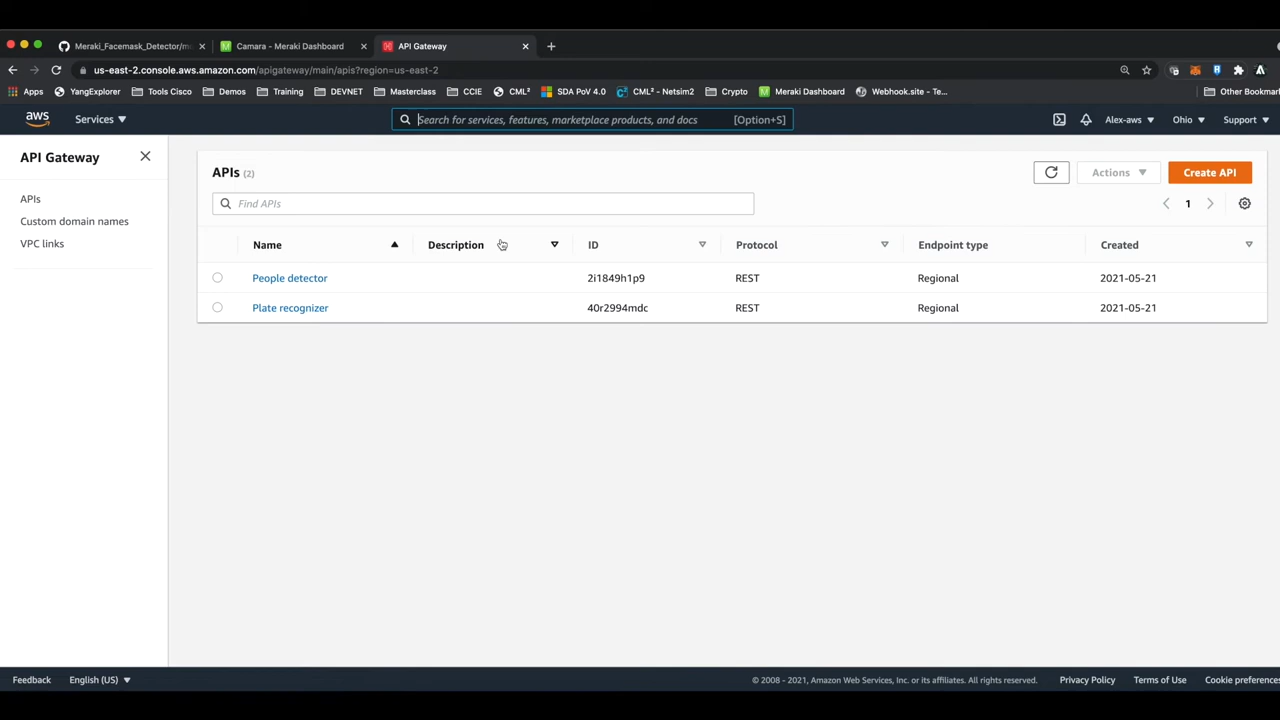 Meraki_Facemask_Detector/m
Camara - Meraki Dashboard
API Gateway
us-east-2.console.aws.amazon.com/apigateway/main/apis?region=us-east-2
Apps YangExplorer Tools Cisco Demos Training DEVNET Masterclass CCIE CML² SDA PoV 4.0 CML² - Netsim2 Crypto Meraki Dashboard Webhook.site - Te... Other Bookmar
aws Services Search for services, features, marketplace products, and docs [Option+S] Alex-aws Ohio Support
API Gateway
APIs
Custom domain names
VPC links
APIs (2) Actions Create API
Find APIs 1
Name Description ID Protocol Endpoint type Created
People detector 2i1849h1p9 REST Regional 2021-05-21
Plate recognizer 40r2994mdc REST Regional 2021-05-21
Feedback English (US) © 2008 - 2021, Amazon Web Services, Inc. or its affiliates. All rights reserved. Privacy Policy Terms of Use Cookie preferences